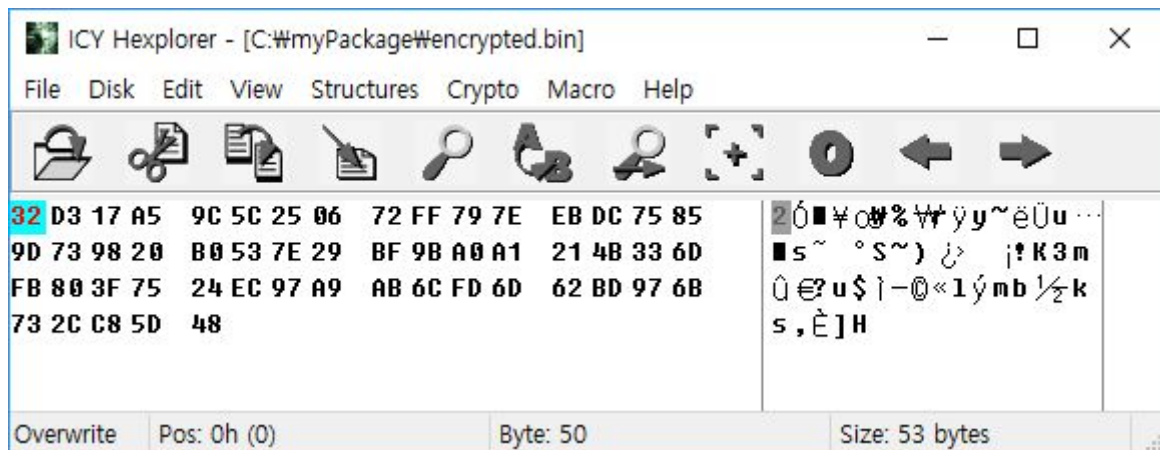 ICY Hexplorer - [C:₩myPackage₩encrypted.bin]
File Disk Edit View Structures Crypto Macro Help
32 D3 17 A5 9C 5C 25 06 72 FF 79 7E EB DC 75 85
9D 73 98 20 B0 53 7E 29 BF 9B A0 A1 21 4B 33 6D
FB 80 3F 75 24 EC 97 A9 AB 6C FD 6D 62 BD 97 6B
73 2C C8 5D 48
s,È]H
Overwrite Pos: 0h (0) Byte: 50 Size: 53 bytes